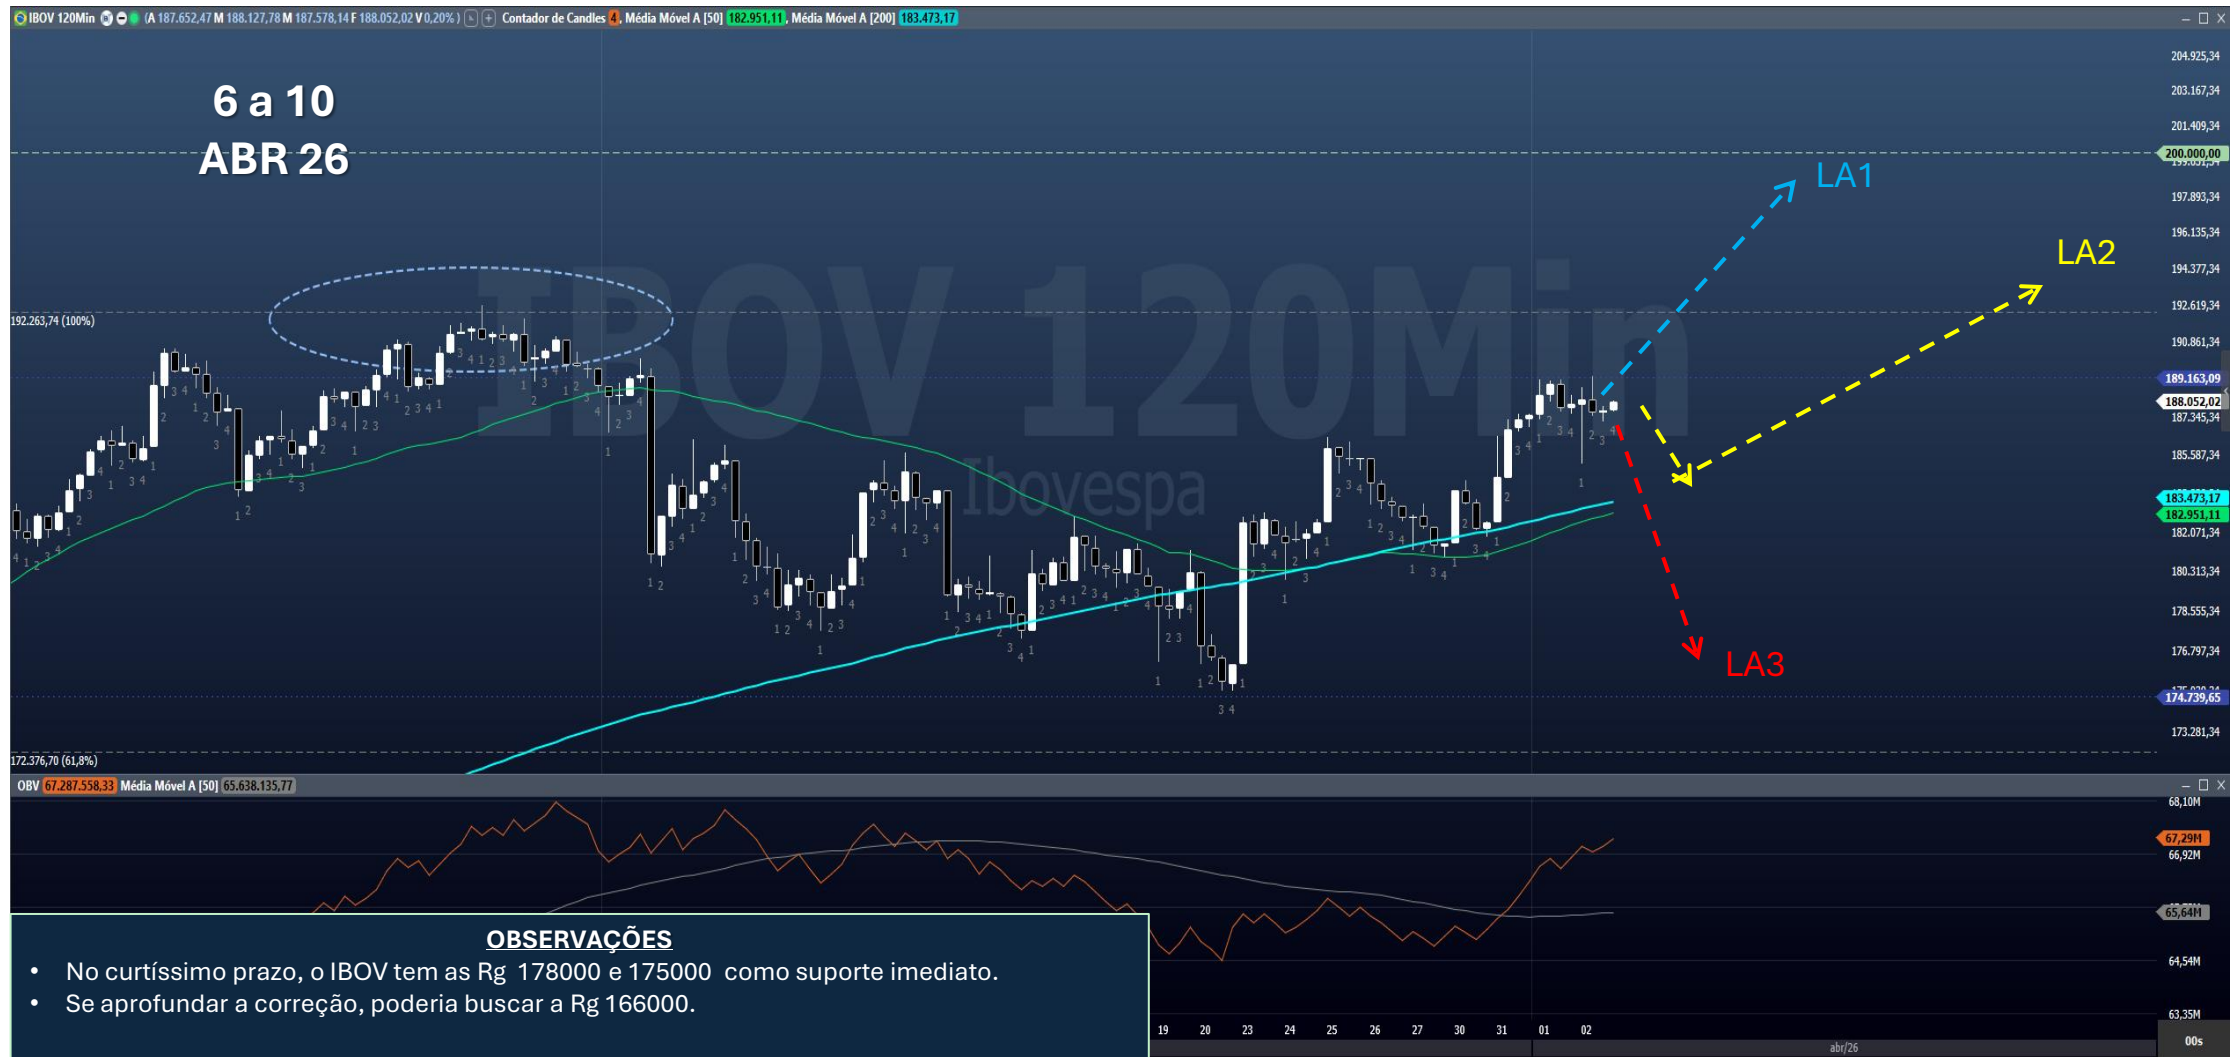 IBOV 120Min (A 187.652,47 M 188.127,78 M 187.578,14 F 188.052,02 V 0,20% ) Contador de Candles 4, Média Móvel A [50] 182.951,11, Média Móvel A [200] 183.473,17
6 a 10
ABR 26
204.925,34
203.167,34
201.409,34
200.000,00
197.893,34
196.135,34
194.377,34
192.619,34
190.861,34
189.163,09
188.052,02
187.345,34
185.587,34
183.473,17
182.951,11
182.071,34
180.313,34
178.555,34
176.797,34
174.739,65
173.281,34
LA1
LA2
LA3
192.263,74 (100%)
172.376,70 (61,8%)
IBOV 120Min
Ibovespa
OBV 67.287.558,33 Média Móvel A [50] 65.638.135,77
68,10M
67,29M
66,92M
65,64M
64,54M
63,35M
OBSERVAÇÕES
• No curtíssimo prazo, o IBOV tem as Rg 178000 e 175000 como suporte imediato.
• Se aprofundar a correção, poderia buscar a Rg 166000.
19 20 23 24 25 26 27 30 31 01 02
abr/26
00s